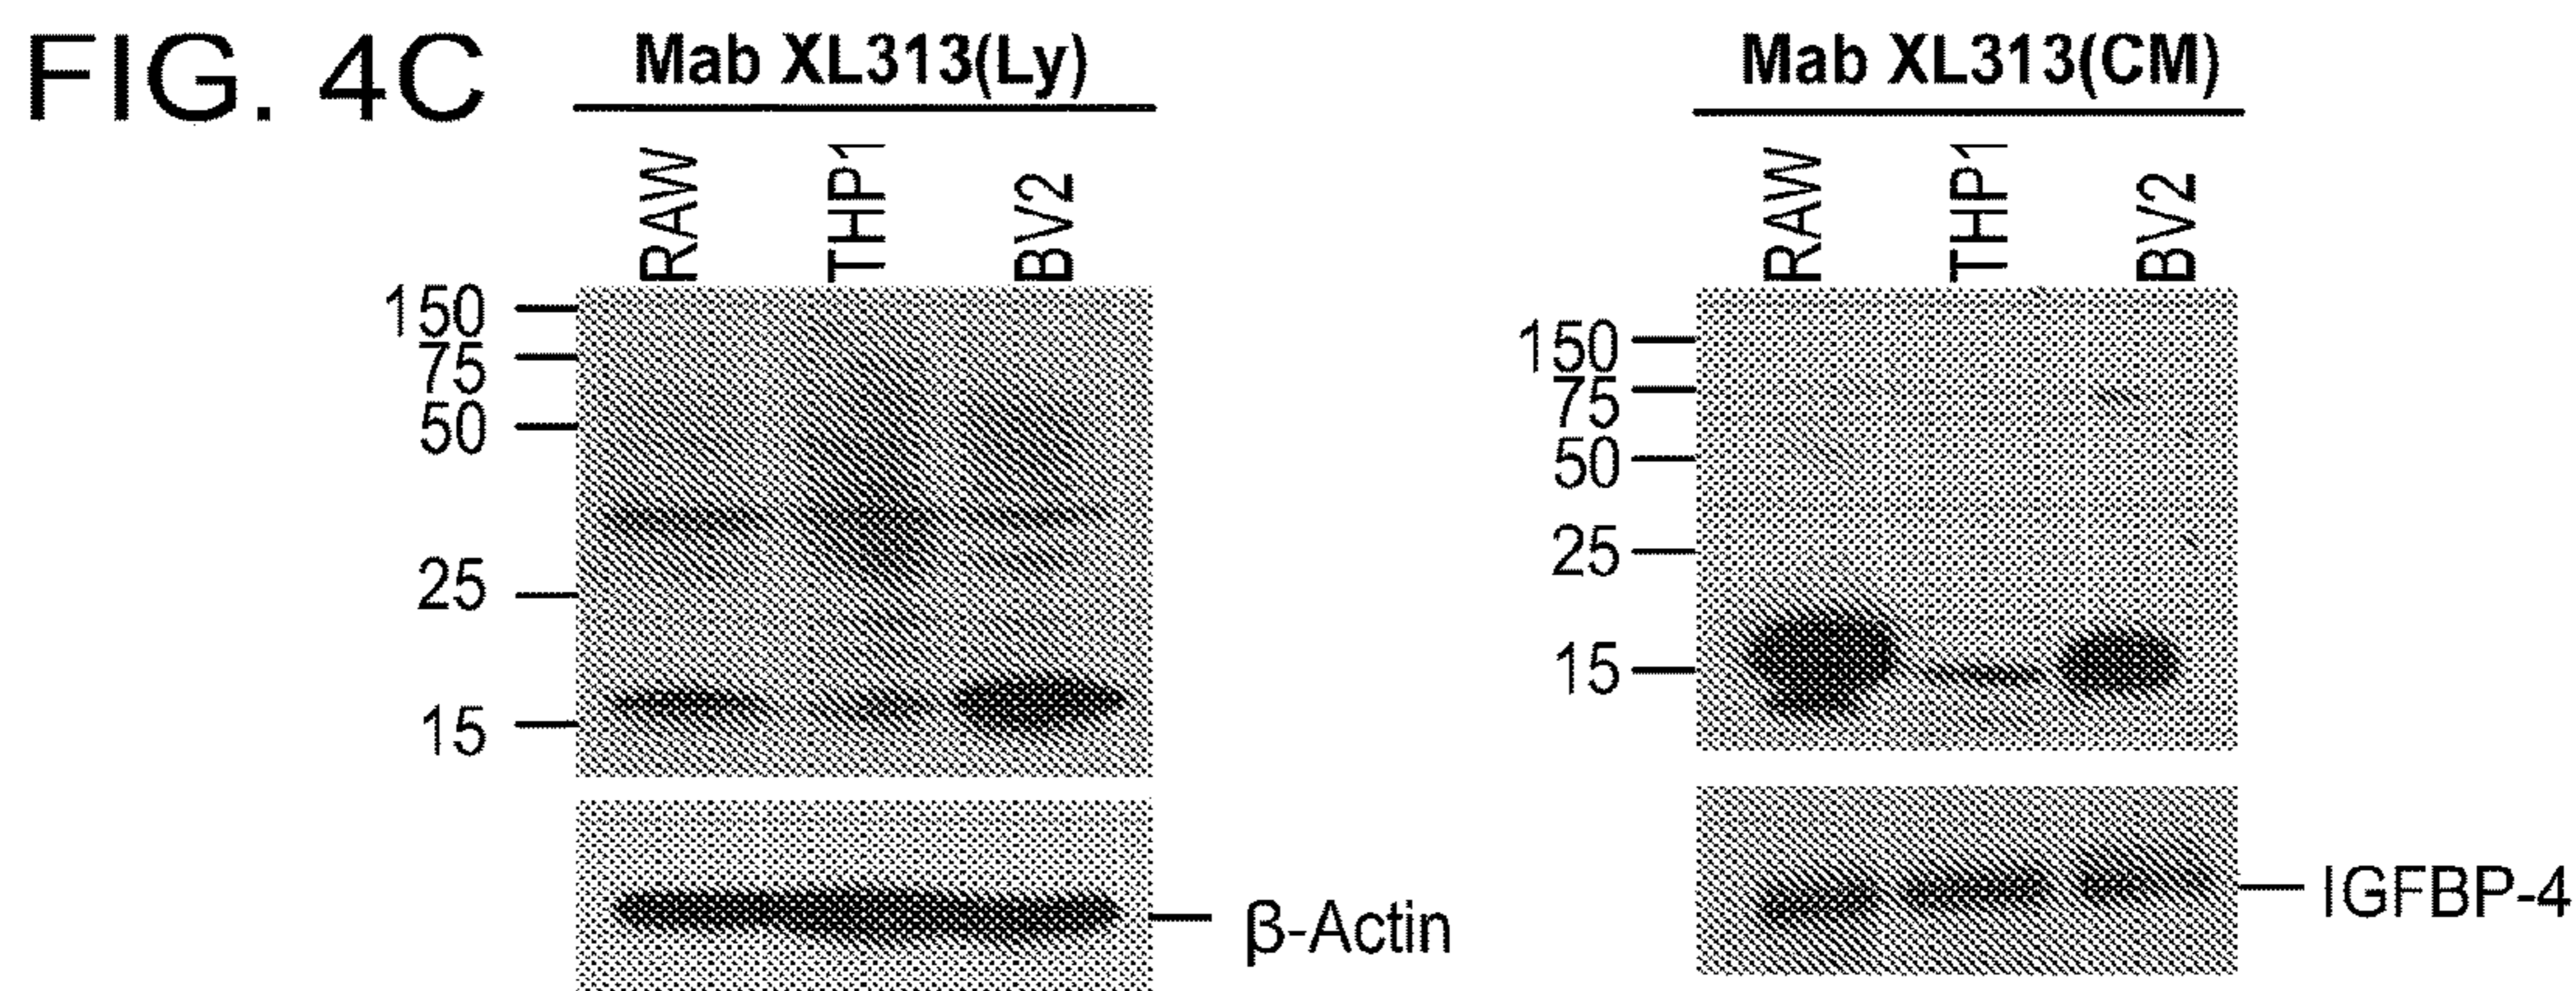 FIG. 4C
Mab XL313(Ly)
RAW THP1 BV2
150
75
50
25
15
β-Actin
Mab XL313(CM)
RAW THP1 BV2
150
75
50
25
15
IGFBP-4